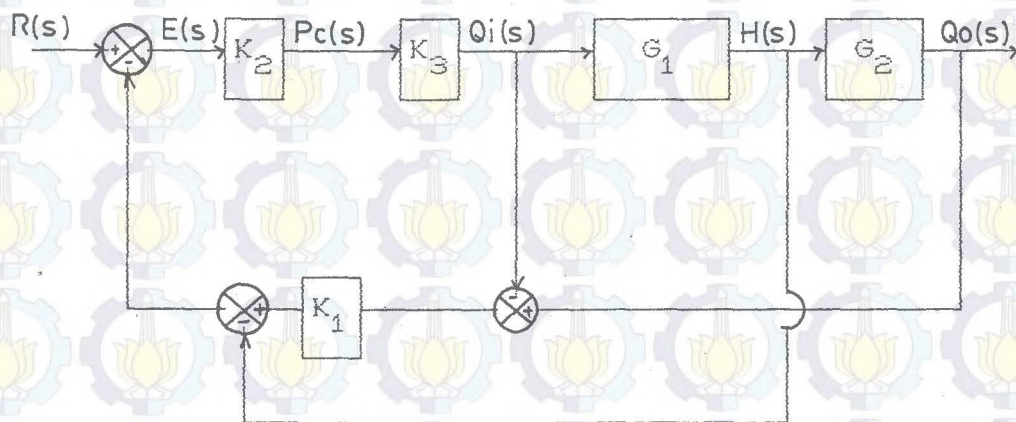 R(s) + - E(s) K2 Pc(s) K3 Qi(s) G1 H(s) G2 Qo(s)
- + K1 - +